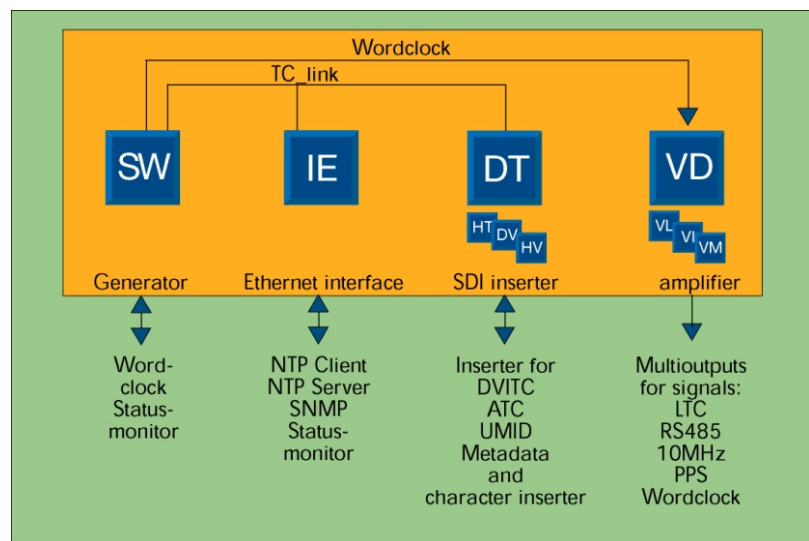 Wordclock
TC_link
SW
IE
DT
VD
HT
DV
HV
VL
VI
VM
Generator
Ethernet interface
SDI inserter
amplifier
Word-
clock
Status-
monitor
NTP Client
NTP Server
SNMP
Status-
monitor
Inserter for
DVITC
ATC
UMID
Metadata
and
character inserter
Multioutputs
for signals:
LTC
RS485
10MHz
PPS
Wordclock